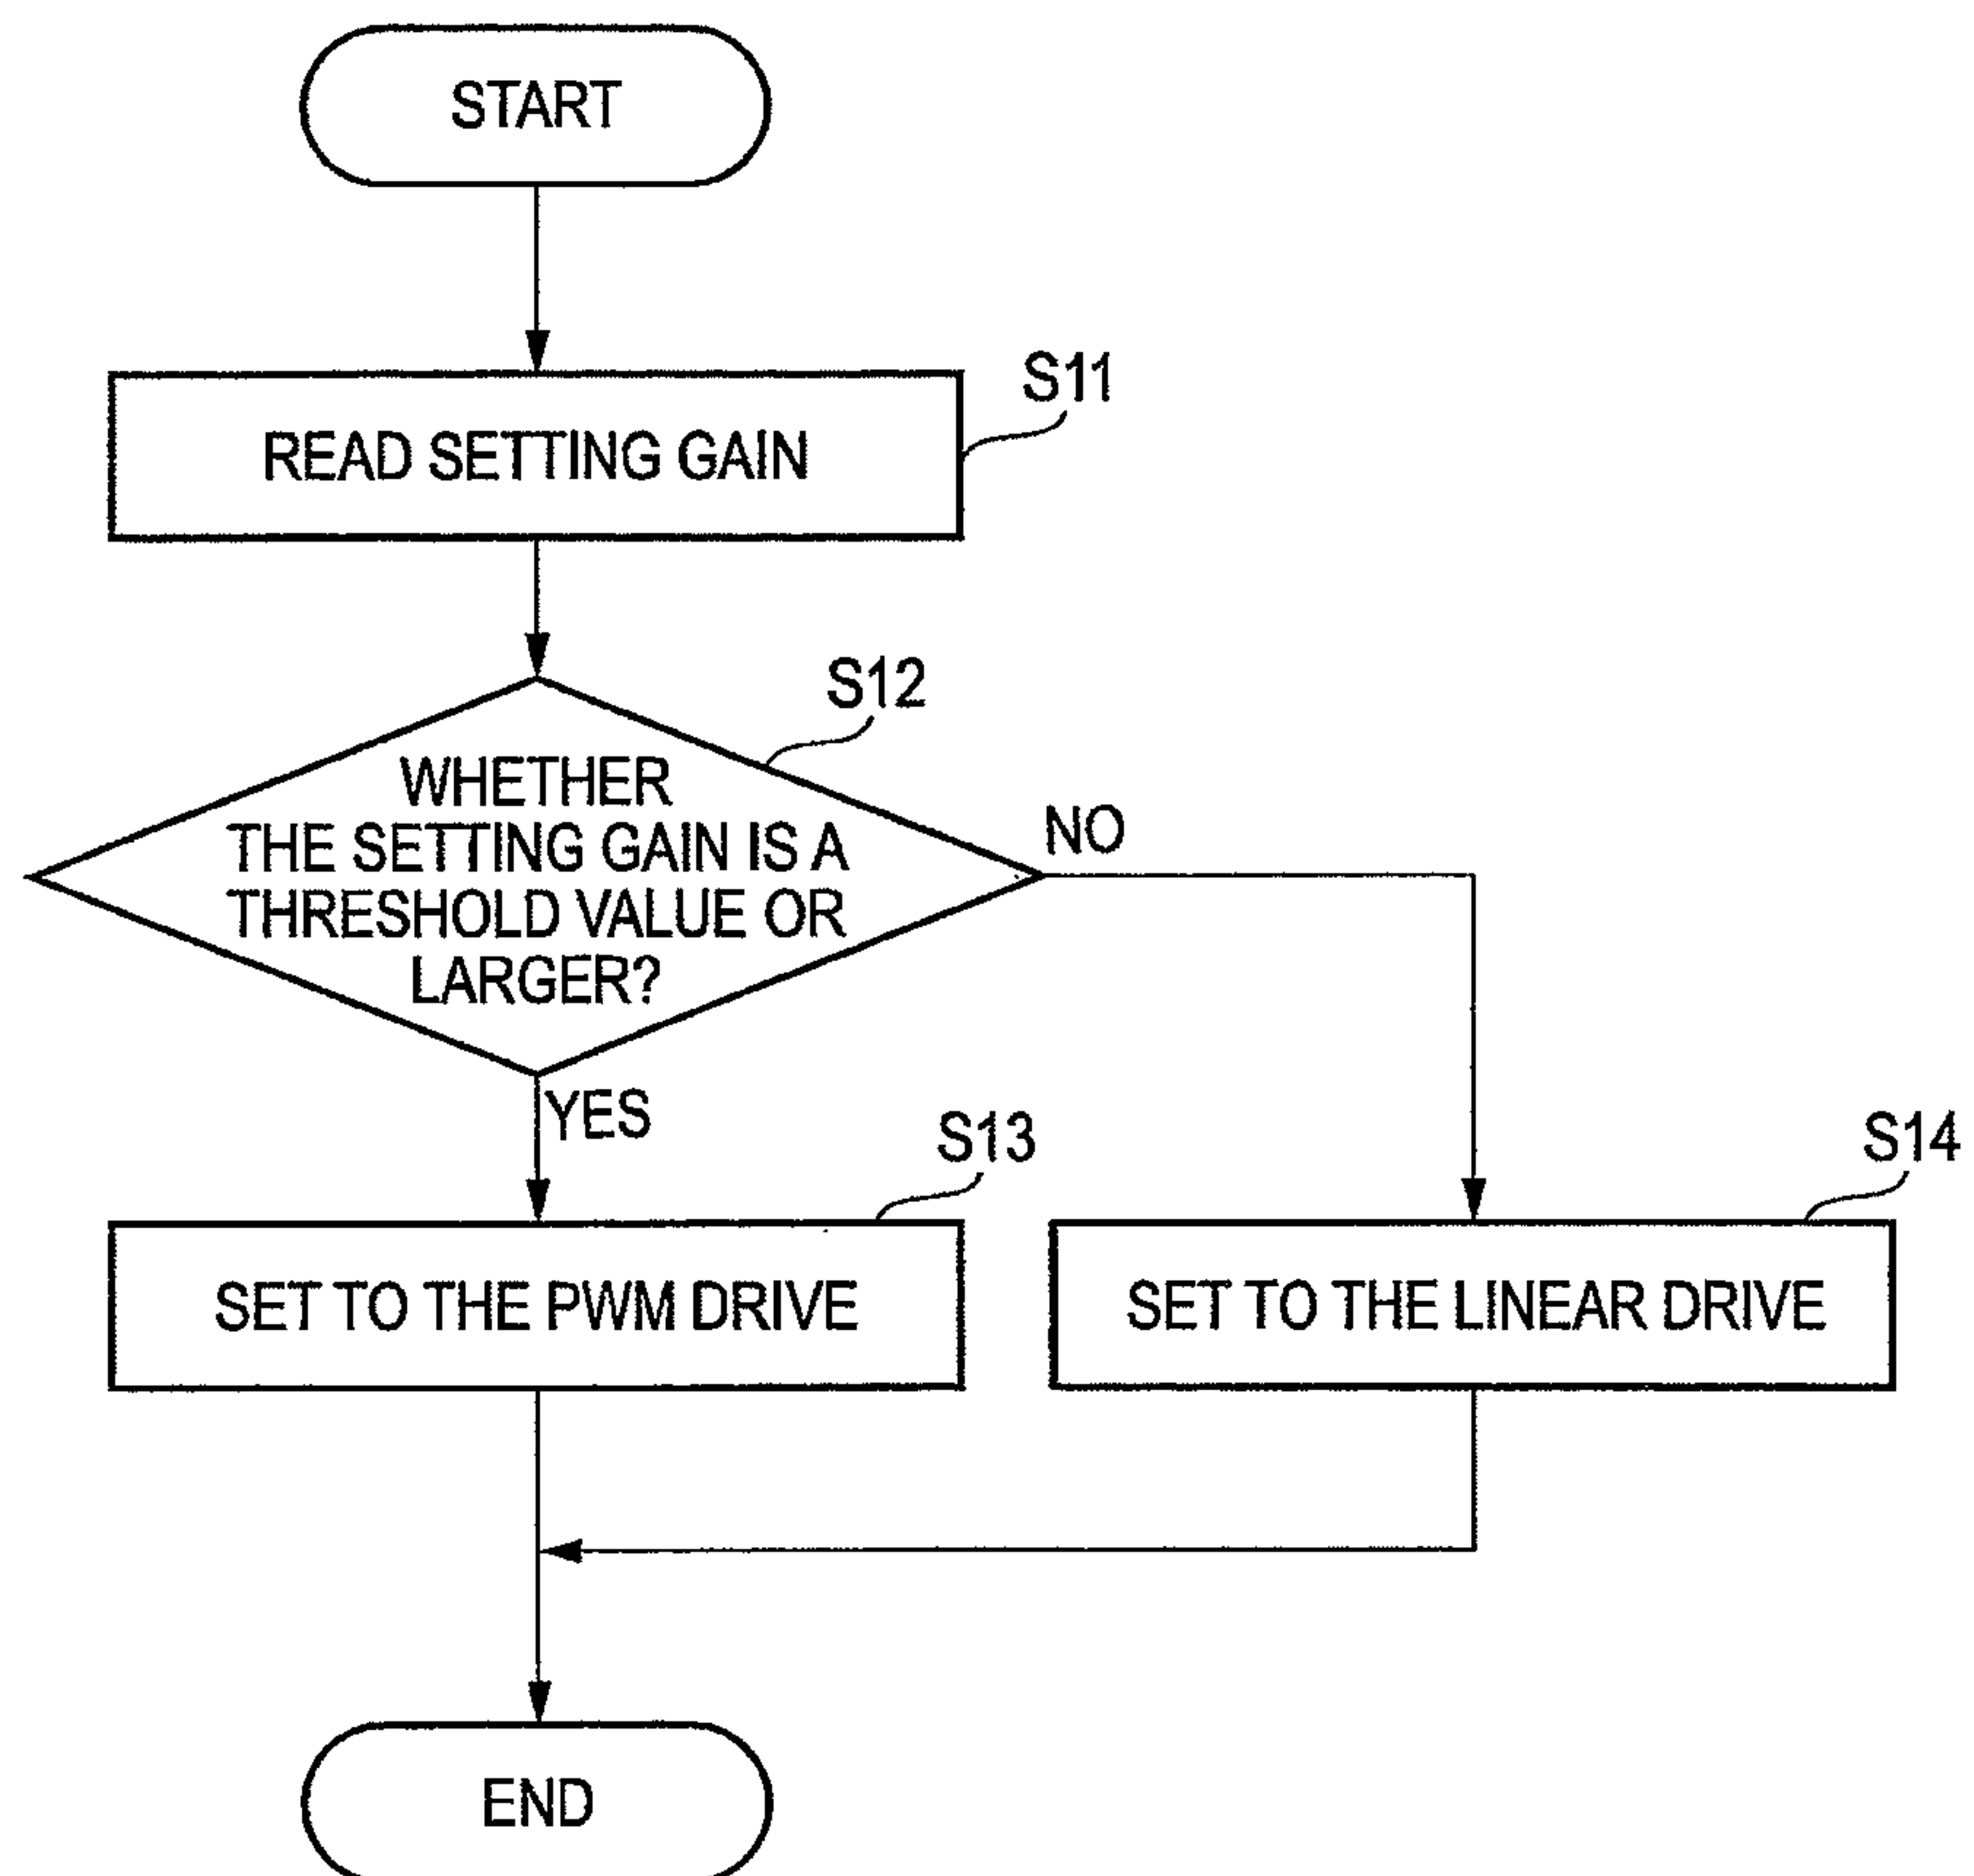 START
S11
READ SETTING GAIN
S12
WHETHER
THE SETTING GAIN IS A
THRESHOLD VALUE OR
LARGER?
NO
YES
S13
S14
SET TO THE PWM DRIVE
SET TO THE LINEAR DRIVE
END